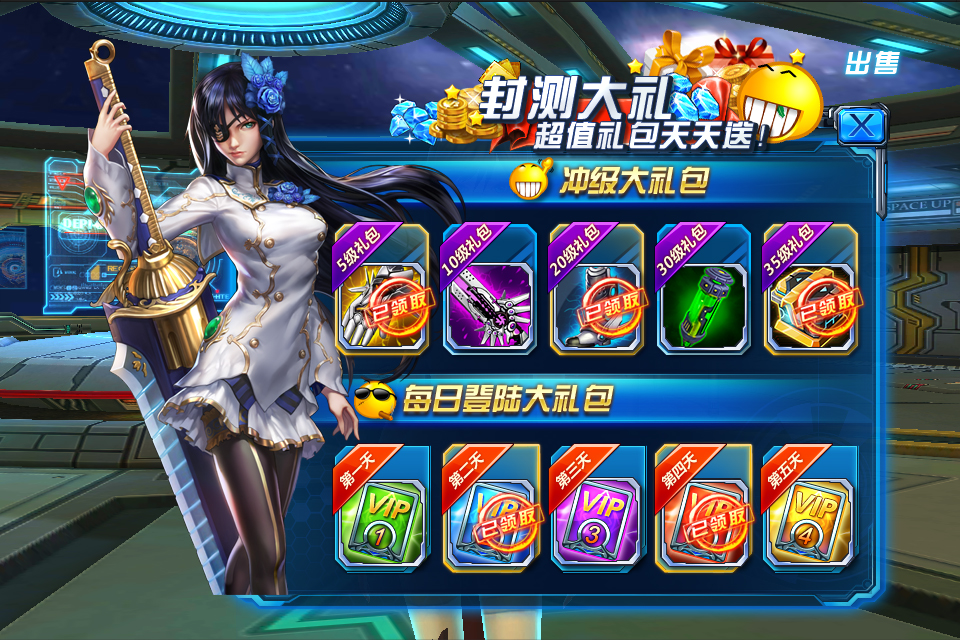 出售
封测大礼
超值礼包天天送!
冲级大礼包
5级礼包
10级礼包
20级礼包
30级礼包
35级礼包
已领取
已领取
已领取
SPACE UP
每日登陆大礼包
第一天
第二天
第三天
第四天
第五天
VIP
1
已领取
VIP
3
已领取
VIP
4